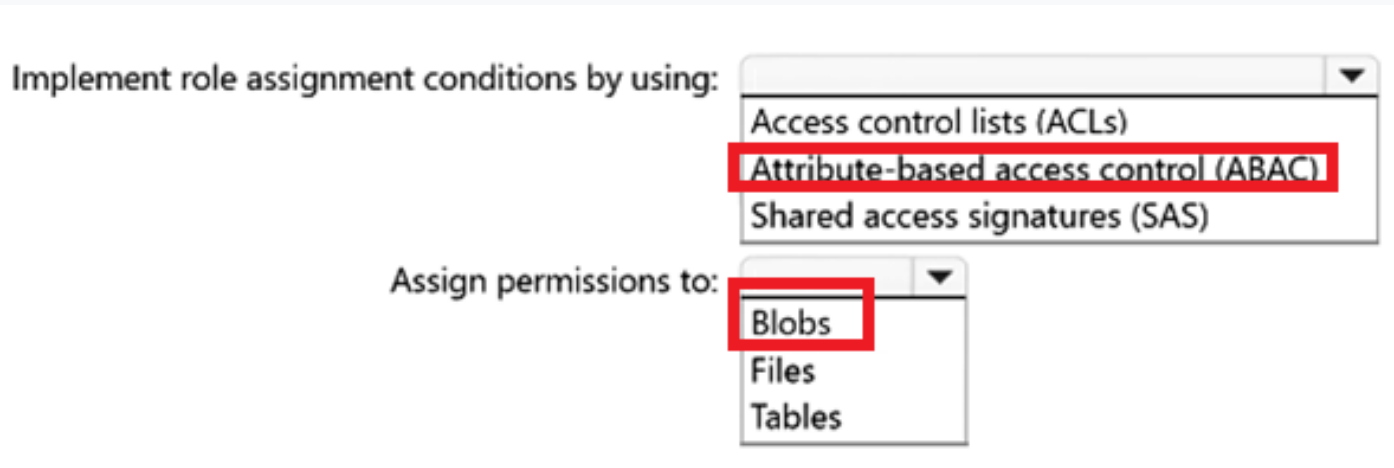 Implement role assignment conditions by using:
Access control lists (ACLs)
Attribute-based access control (ABAC)
Shared access signatures (SAS)
Assign permissions to:
Blobs
Files
Tables